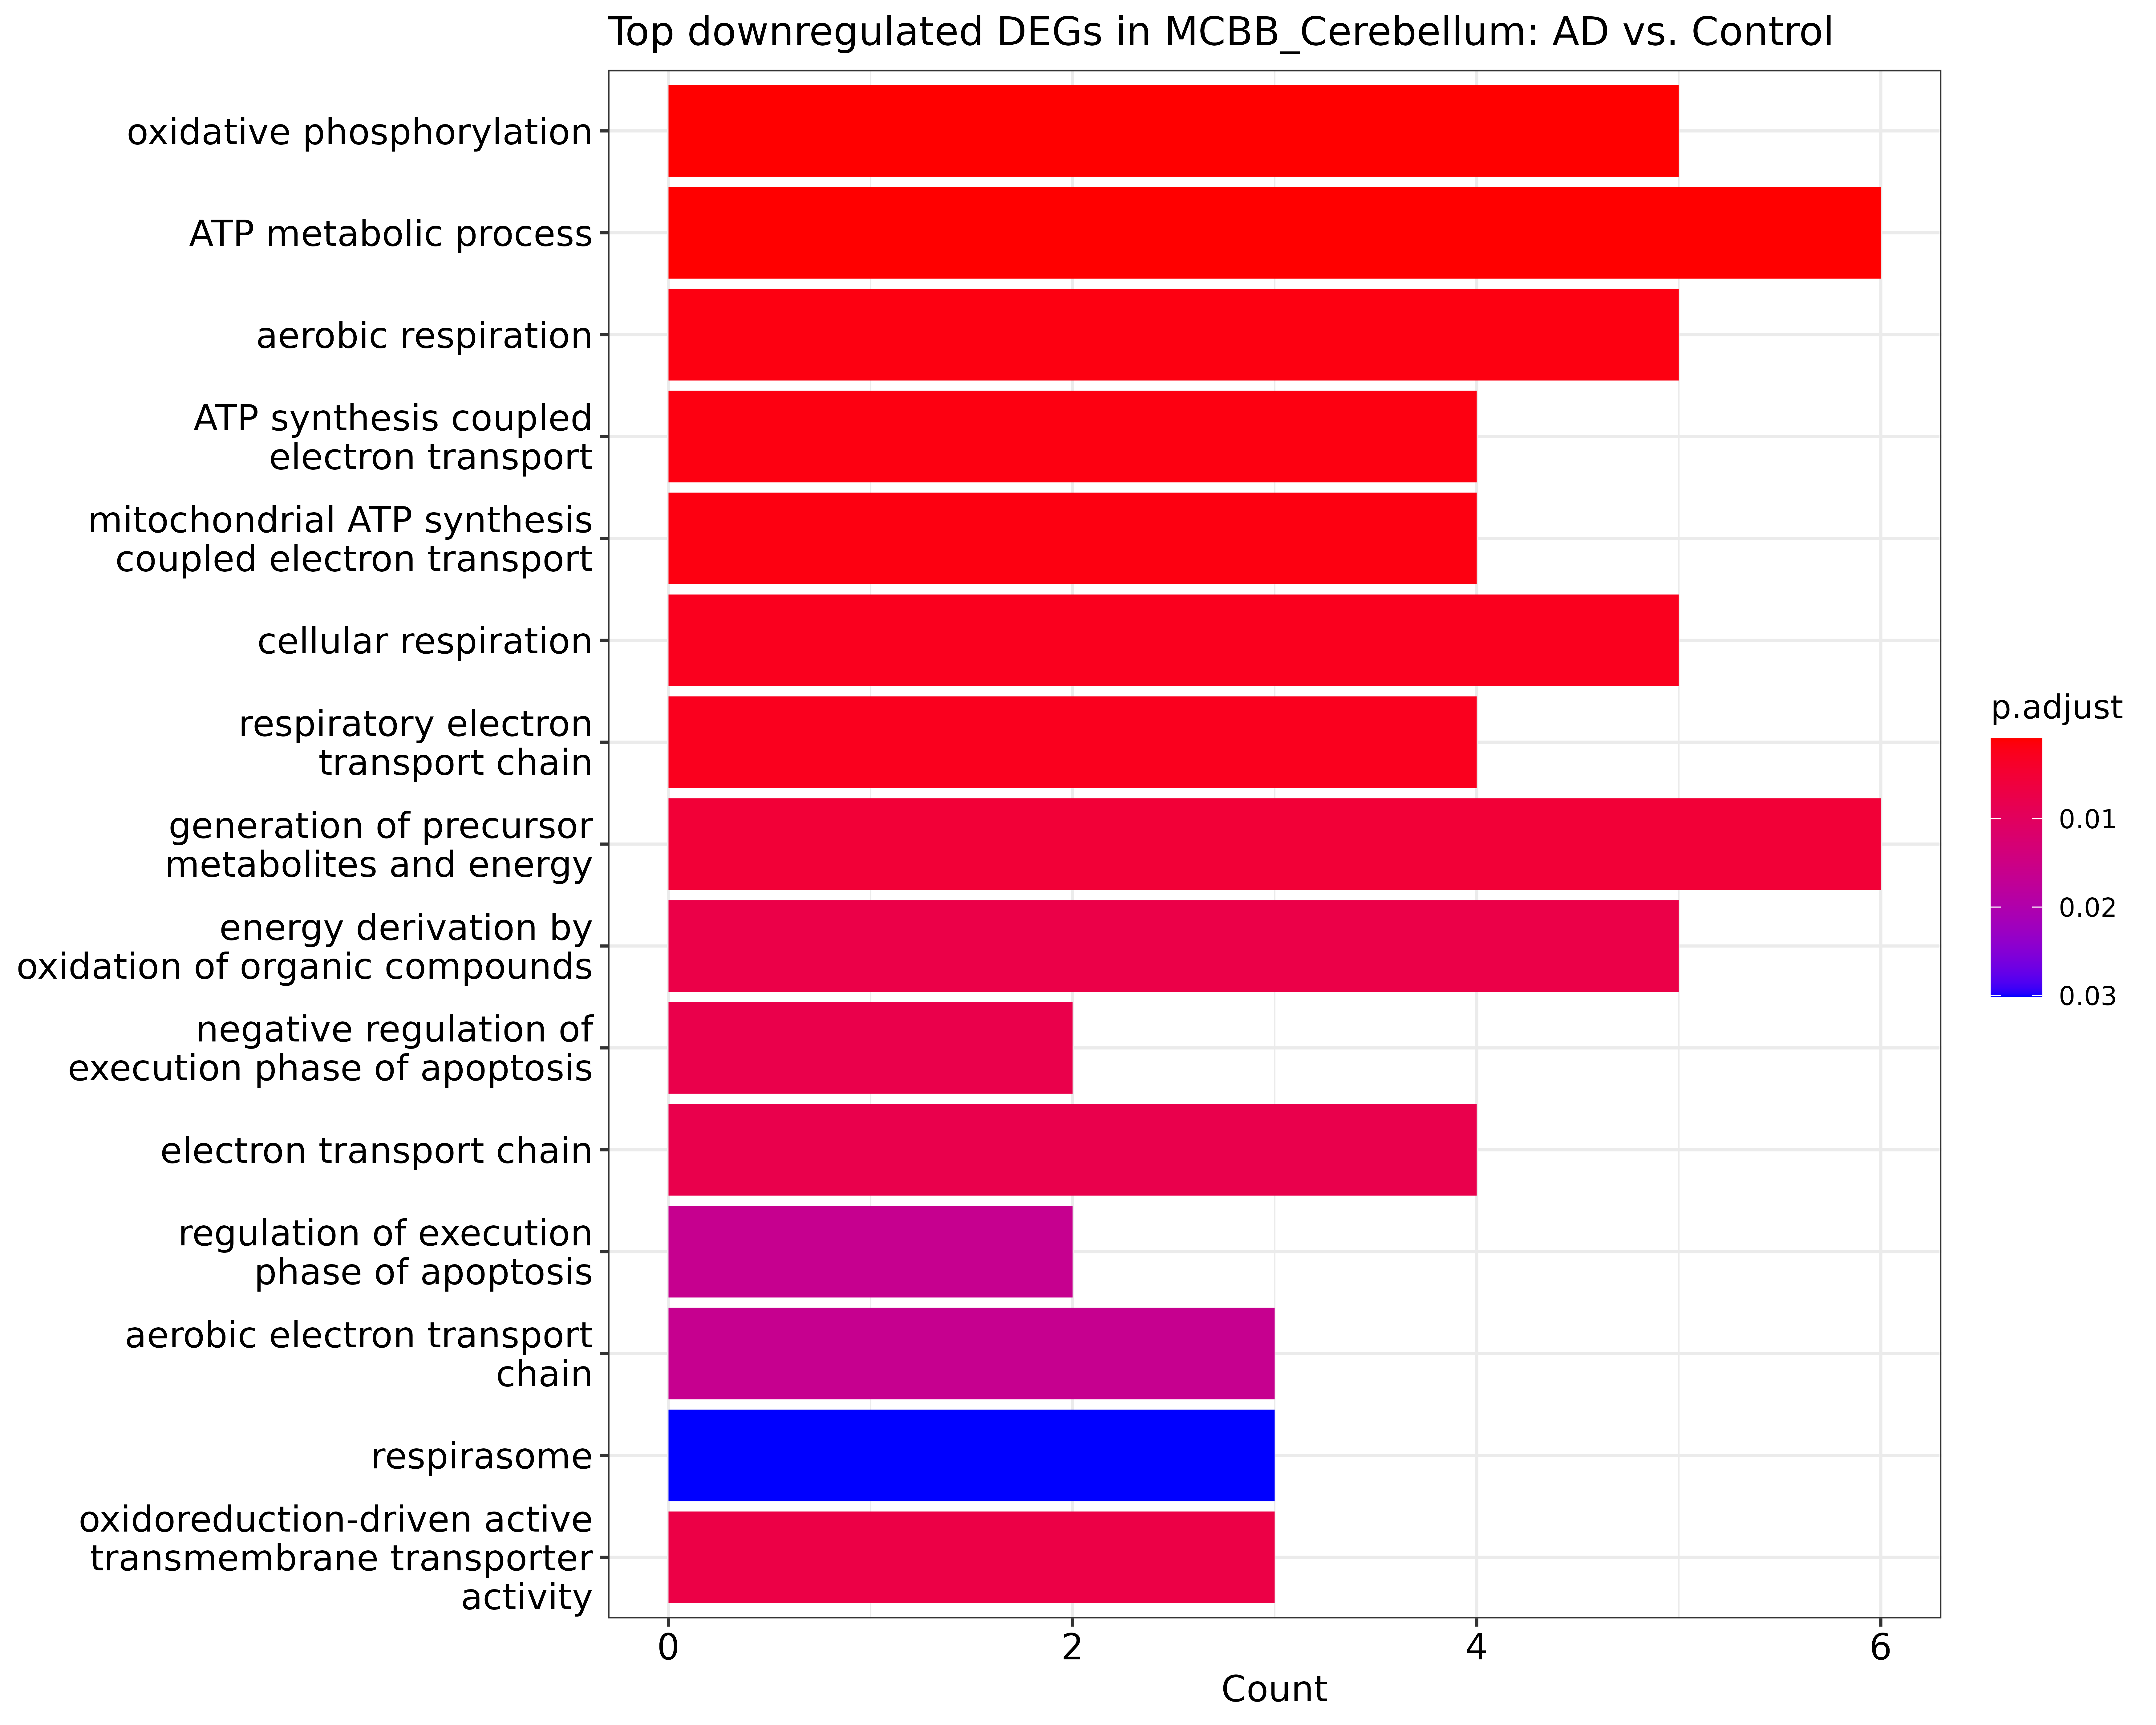 Top downregulated DEGs in MCBB_Cerebellum: AD vs. Control
oxidative phosphorylation
ATP metabolic process
aerobic respiration
ATP synthesis coupled
electron transport
mitochondrial ATP synthesis
coupled electron transport
cellular respiration
respiratory electron
transport chain
generation of precursor
metabolites and energy
energy derivation by
oxidation of organic compounds
negative regulation of
execution phase of apoptosis
electron transport chain
regulation of execution
phase of apoptosis
aerobic electron transport
chain
respirasome
oxidoreduction-driven active
transmembrane transporter
activity
0 2 4 6
Count
p.adjust
0.01
0.02
0.03